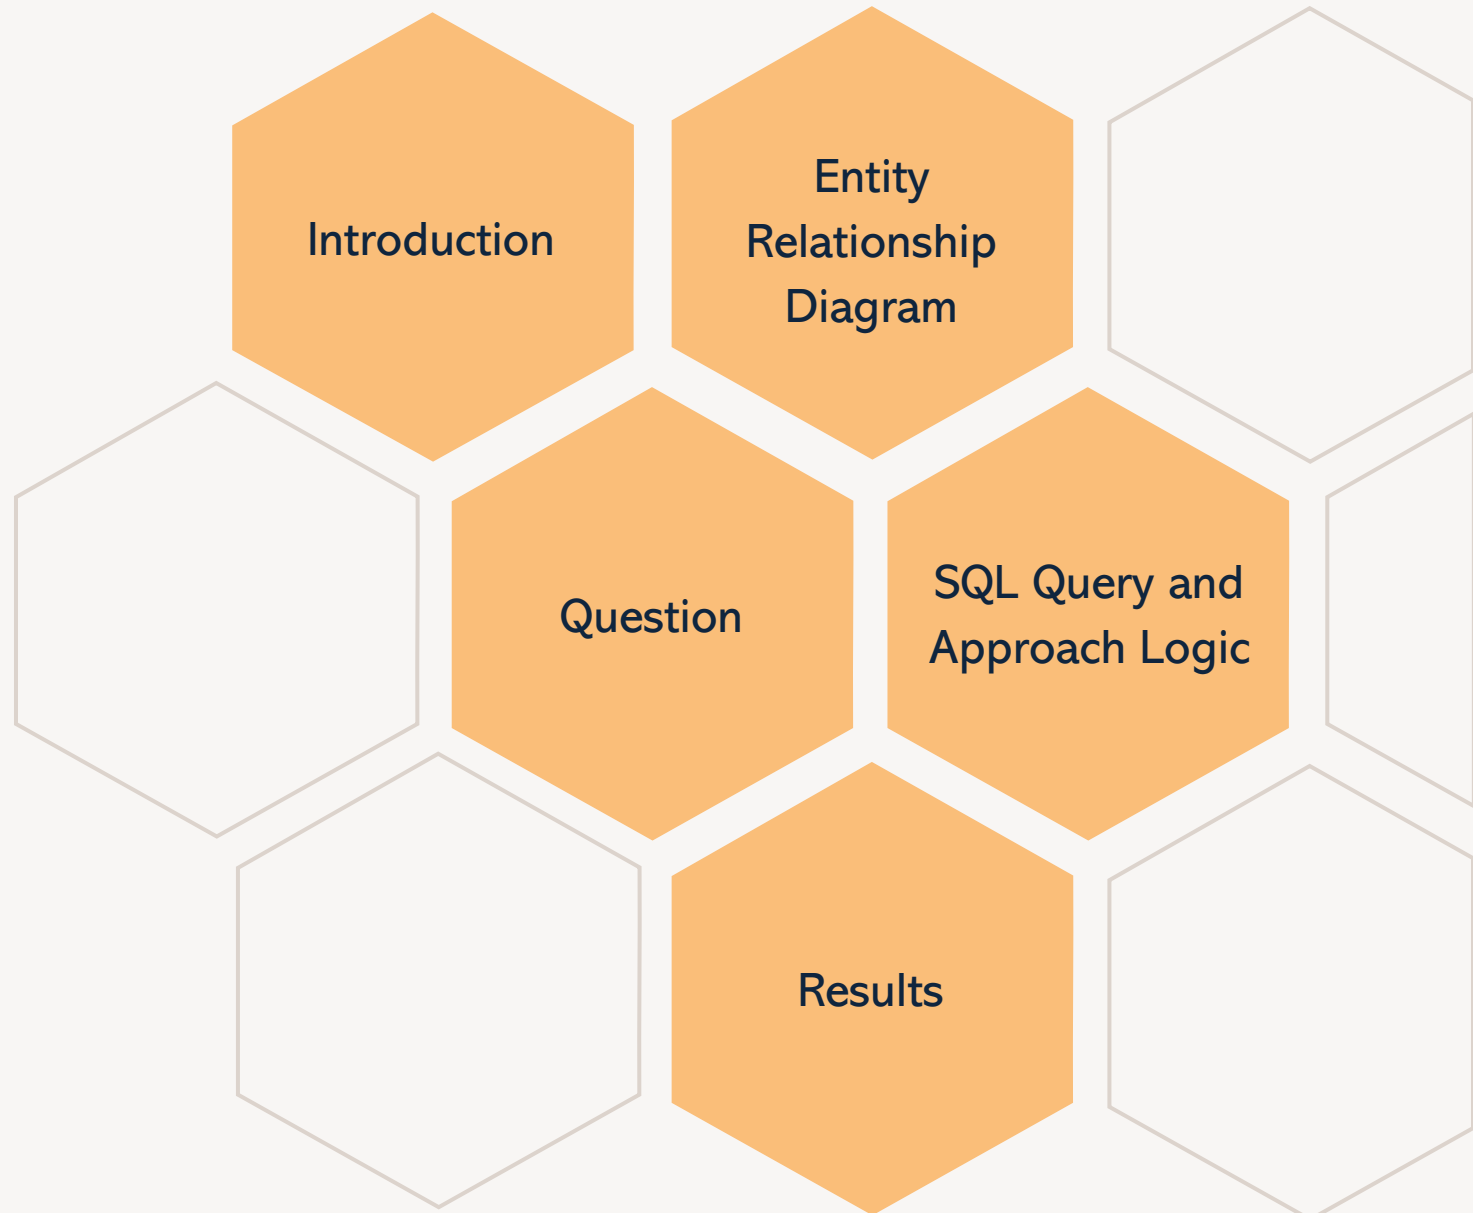 Introduction
Entity
Relationship
Diagram
Question
SQL Query and
Approach Logic
Results